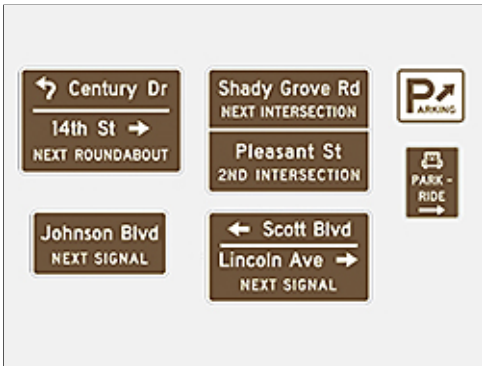 Century Dr
14th St
NEXT ROUNDABOUT
Shady Grove Rd
NEXT INTERSECTION
Pleasant St
2ND INTERSECTION
PARKING
PARK -
RIDE
Johnson Blvd
NEXT SIGNAL
Scott Blvd
Lincoln Ave
NEXT SIGNAL